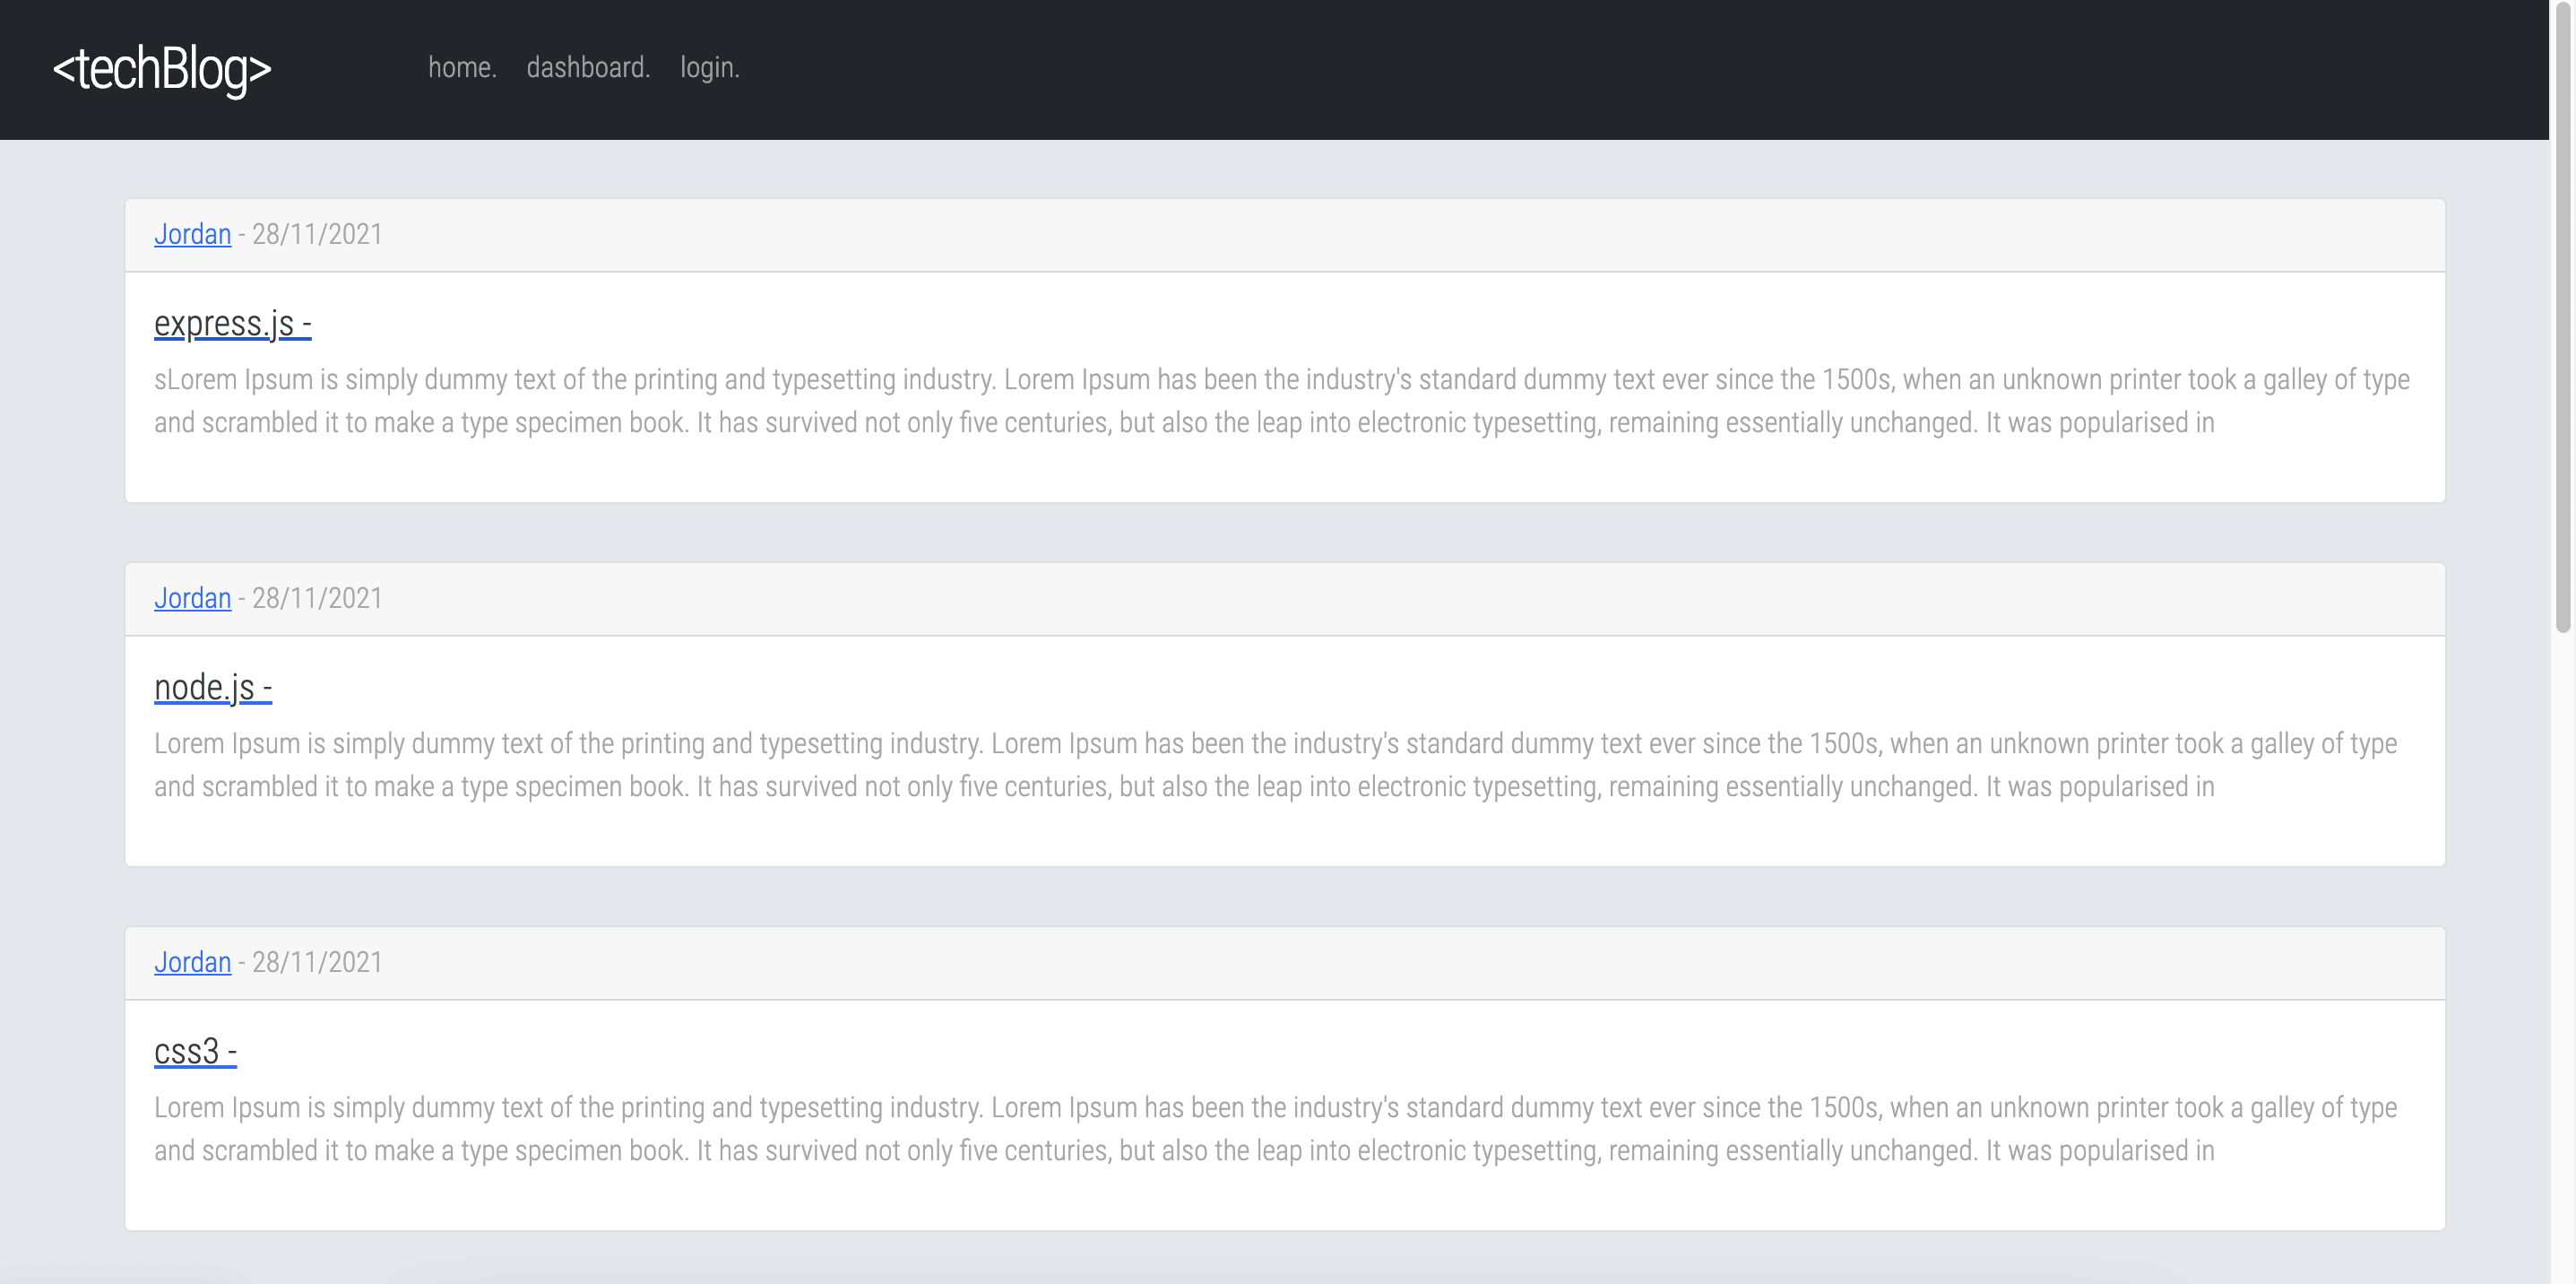 <techBlog>
home. dashboard. login.
Jordan - 28/11/2021
express.js -
sLorem Ipsum is simply dummy text of the printing and typesetting industry. Lorem Ipsum has been the industry's standard dummy text ever since the 1500s, when an unknown printer took a galley of type
and scrambled it to make a type specimen book. It has survived not only five centuries, but also the leap into electronic typesetting, remaining essentially unchanged. It was popularised in
Jordan - 28/11/2021
node.js -
Lorem Ipsum is simply dummy text of the printing and typesetting industry. Lorem Ipsum has been the industry's standard dummy text ever since the 1500s, when an unknown printer took a galley of type
and scrambled it to make a type specimen book. It has survived not only five centuries, but also the leap into electronic typesetting, remaining essentially unchanged. It was popularised in
Jordan - 28/11/2021
css3 -
Lorem Ipsum is simply dummy text of the printing and typesetting industry. Lorem Ipsum has been the industry's standard dummy text ever since the 1500s, when an unknown printer took a galley of type
and scrambled it to make a type specimen book. It has survived not only five centuries, but also the leap into electronic typesetting, remaining essentially unchanged. It was popularised in